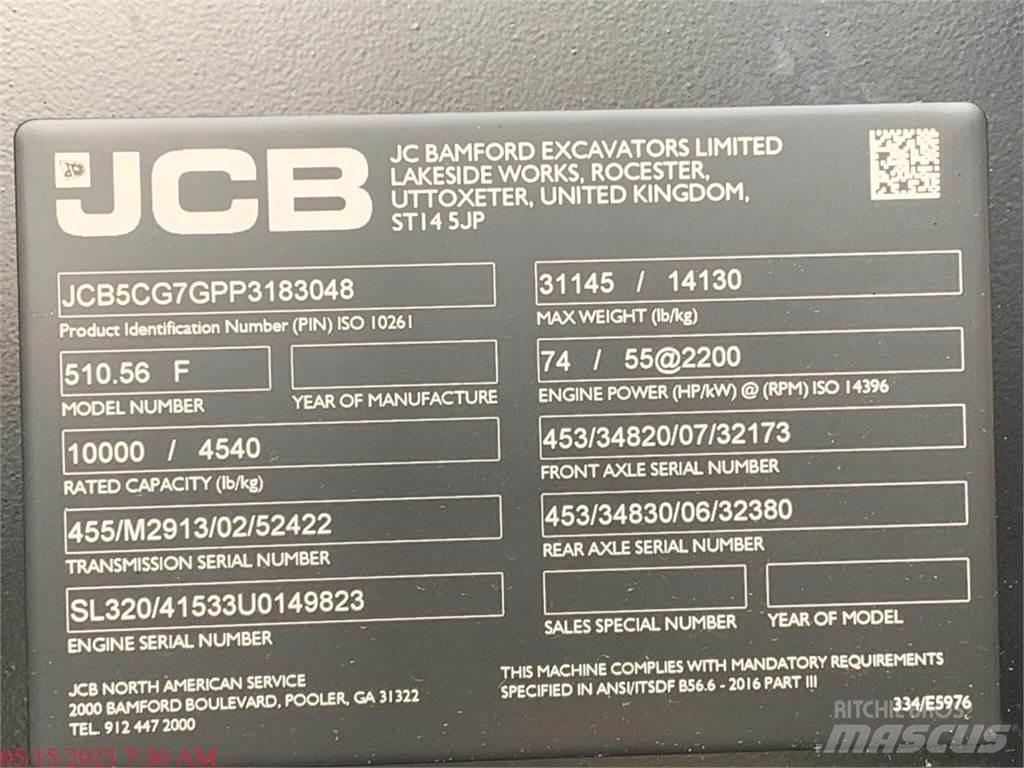 JCB
JC BAMFORD EXCAVATORS LIMITED
LAKESIDE WORKS, ROCESTER,
UTTOXETER, UNITED KINGDOM,
ST14 5JP
JCB5CG7GPP3183048
Product Identification Number (PIN) ISO 10261
510.56 F
MODEL NUMBER
YEAR OF MANUFACTURE
10000 / 4540
RATED CAPACITY (lb/kg)
455/M2913/02/52422
TRANSMISSION SERIAL NUMBER
SL320/41533U0149823
ENGINE SERIAL NUMBER
31145 / 14130
MAX WEIGHT (lb/kg)
74 / 55@2200
ENGINE POWER (HP/kW) @ (RPM) ISO 14396
453/34820/07/32173
FRONT AXLE SERIAL NUMBER
453/34830/06/32380
REAR AXLE SERIAL NUMBER
SALES SPECIAL NUMBER
YEAR OF MODEL
JCB NORTH AMERICAN SERVICE
2000 BAMFORD BOULEVARD, POOLER, GA 31322
TEL. 912 447 2000
THIS MACHINE COMPLIES WITH MANDATORY REQUIREMENTS
SPECIFIED IN ANSI/ITSDF B56.6 - 2016 PART III
334/E5976
RITCHIE BROS.
MASCUS
05/15/2023 7:30 AM